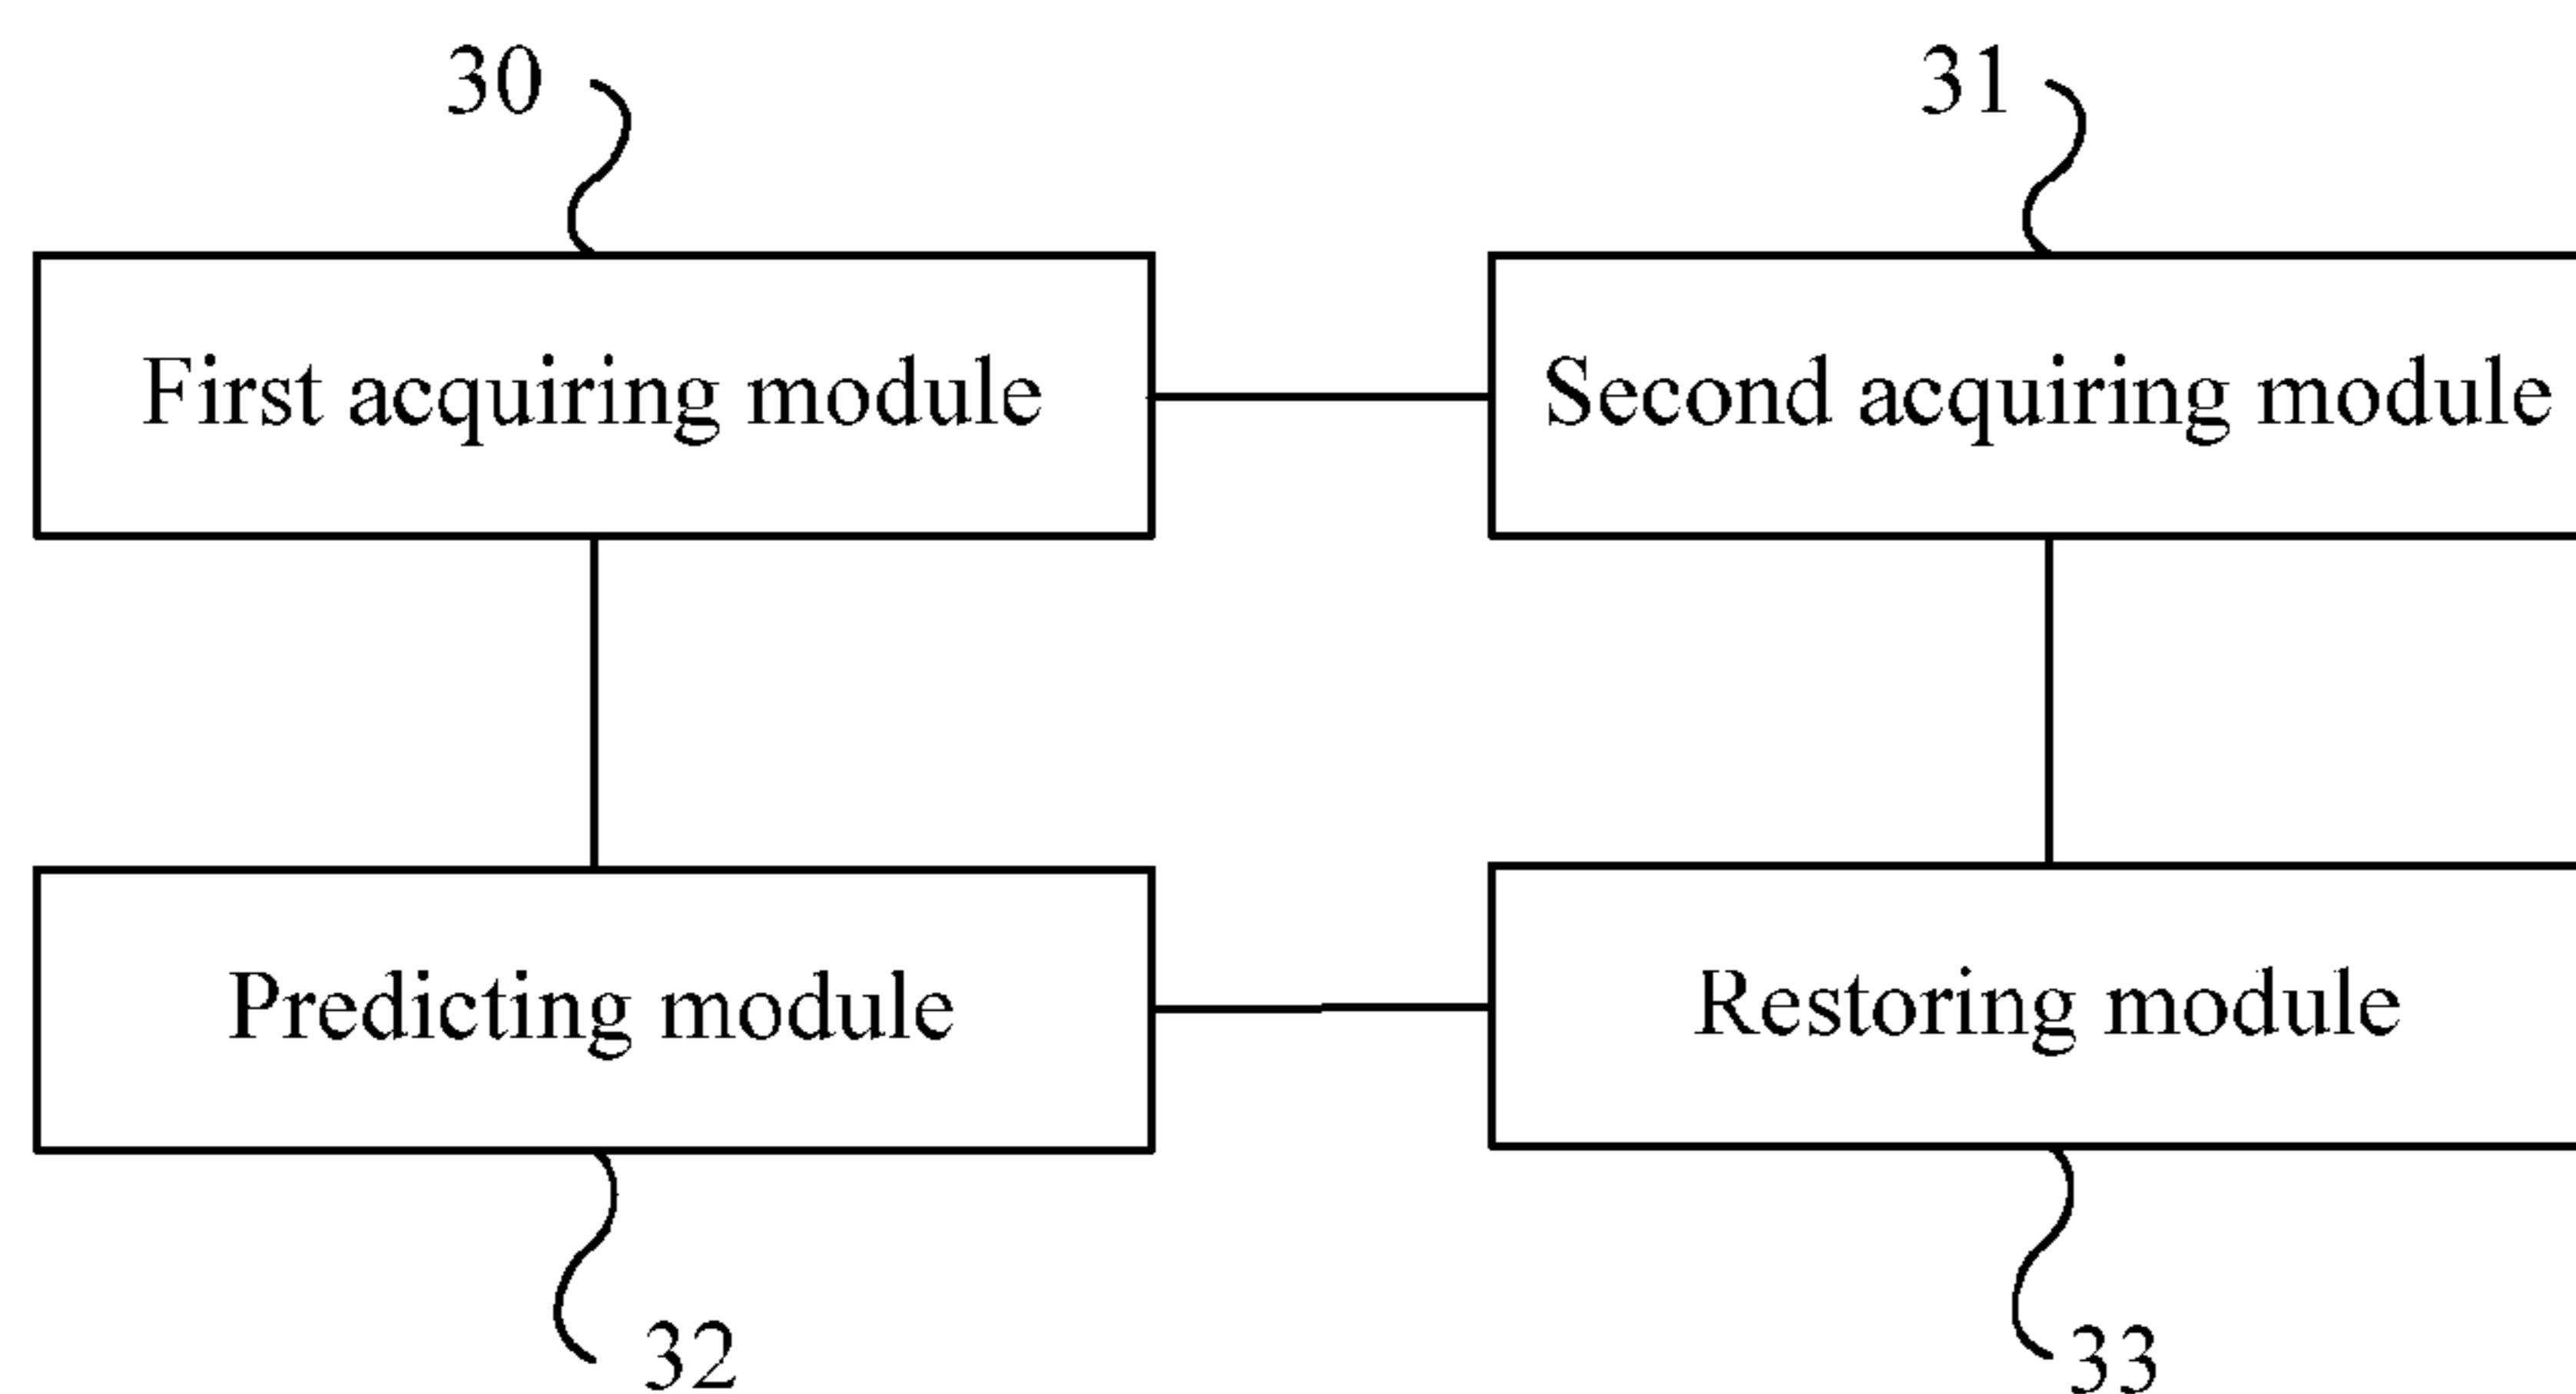 30
31
First acquiring module
Second acquiring module
Predicting module
Restoring module
32
33